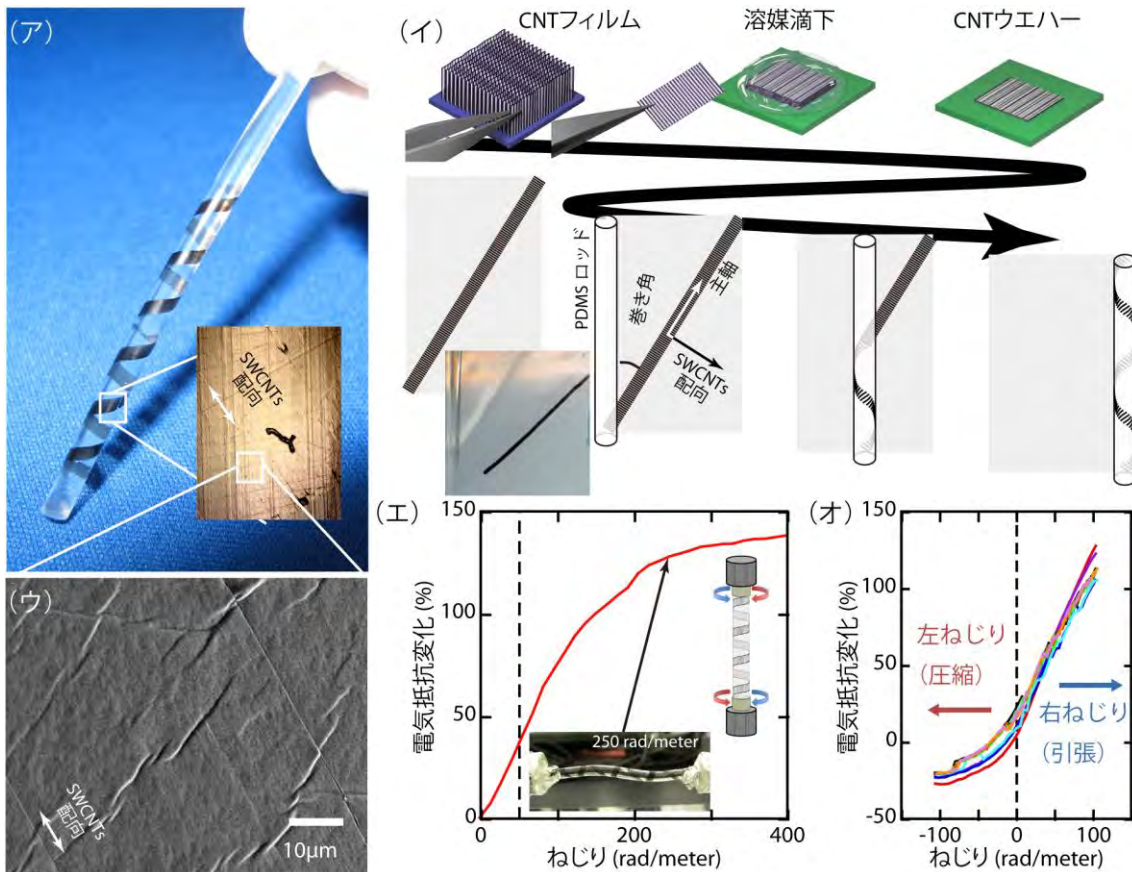 (ア)
SWCNTs
配向
(イ)
CNTフィルム
溶媒滴下
CNTウエハー
PDMS ロッド
巻き角
主軸
SWCNTs
配向
(ウ)
SWCNTs
配向
10μm
(エ)
150
100
50
0
電気抵抗変化 (%)
250 rad/meter
0
200
400
ねじり (rad/meter)
(オ)
150
100
50
0
-50
電気抵抗変化 (%)
左ねじり
(圧縮)
右ねじり
(引張)
-100
0
100
ねじり (rad/meter)